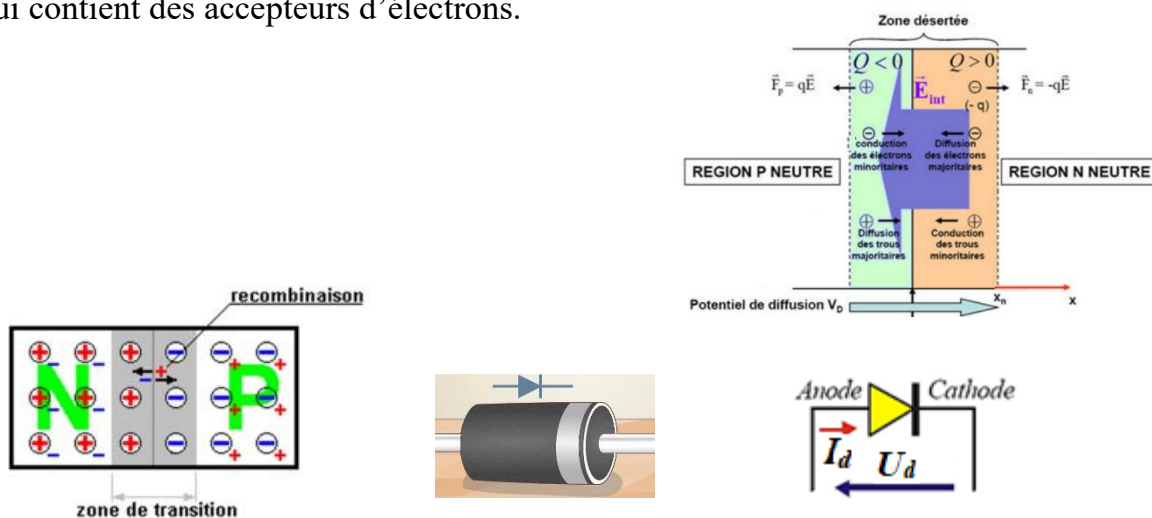 ui contient des accepteurs d'électrons.
Zone désertée
Q < 0
Q > 0
F⃗p = qE⃗
E⃗int
F⃗n = -qE⃗
(- q)
conduction
des électrons
minoritaires
Diffusion
des électrons
majoritaires
REGION P NEUTRE
REGION N NEUTRE
Diffusion
des trous
majoritaires
Conduction
des trous
minoritaires
Potentiel de diffusion VD
xn
x
recombinaison
N
P
zone de transition
Anode
Cathode
Id
Ud